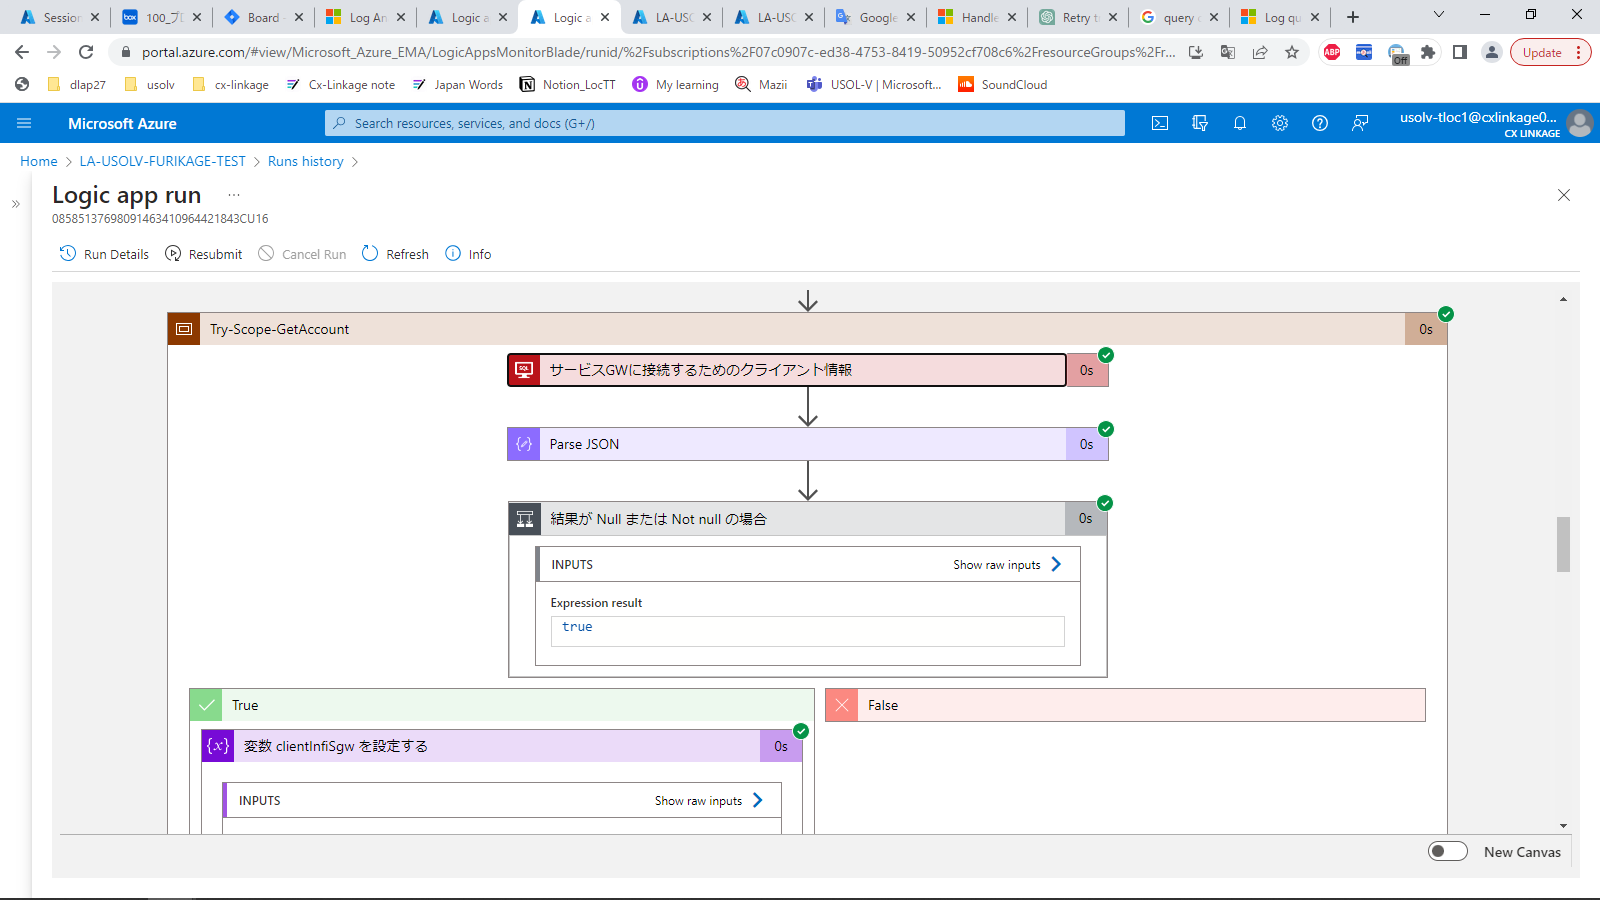 Session
100_プ
Board
Log An
Logic a
Logic a
LA-USC
LA-USC
Google
Handle
Retry t
query c
Log qu
portal.azure.com/#view/Microsoft_Azure_EMA/LogicAppsMonitorBlade/runid/%2Fsubscriptions%2F07c0907c-ed38-4753-8419-50952cf708c6%2FresourceGroups%2Fr...
ABP
Off
Update
dlap27
usolv
cx-linkage
Cx-Linkage note
Japan Words
Notion_LocTT
My learning
Mazii
USOL-V | Microsoft...
SoundCloud
Microsoft Azure
Search resources, services, and docs (G+/)
usolv-tloc1@cxlinkage0...
CX LINKAGE
Home > LA-USOLV-FURIKAGE-TEST > Runs history >
Logic app run ...
08585137698091463410964421843CU16
Run Details
Resubmit
Cancel Run
Refresh
Info
Try-Scope-GetAccount
0s
SQL
サービスGWに接続するためのクライアント情報
0s
Parse JSON
0s
結果が Null または Not null の場合
0s
INPUTS
Show raw inputs
Expression result
true
True
False
変数 clientInfiSgw を設定する
0s
INPUTS
Show raw inputs
New Canvas